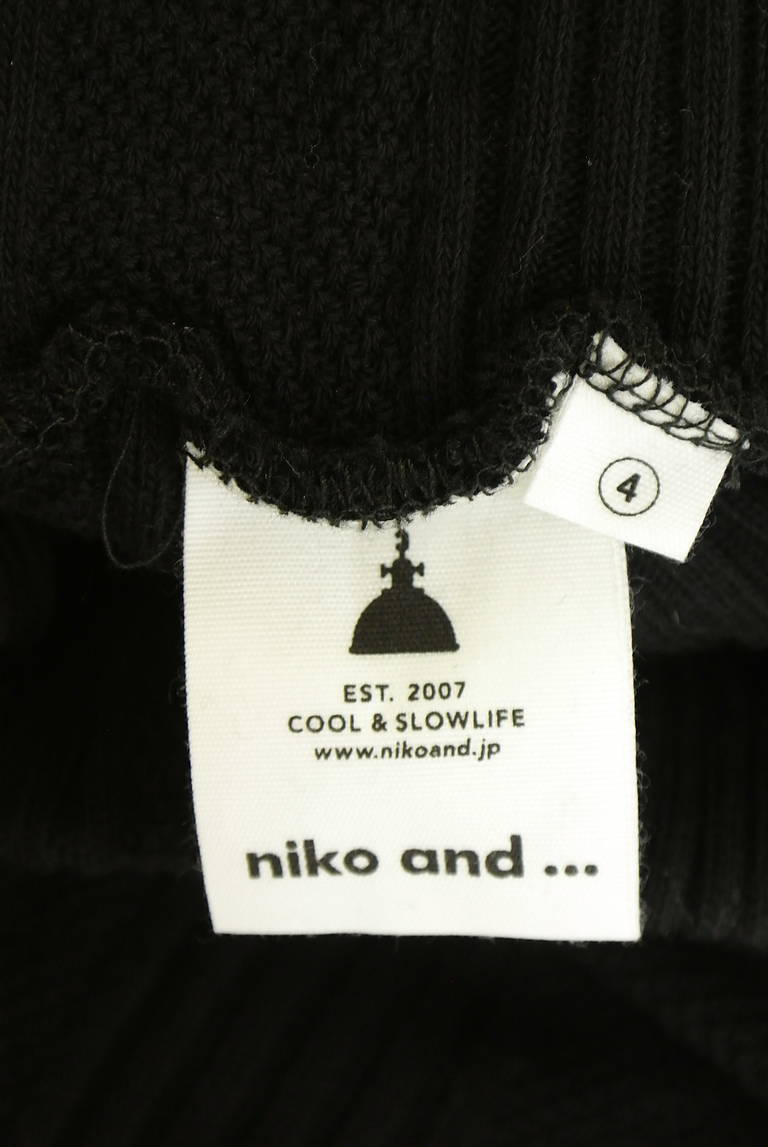 4
EST. 2007
COOL & SLOWLIFE
www.nikoand.jp
niko and ...